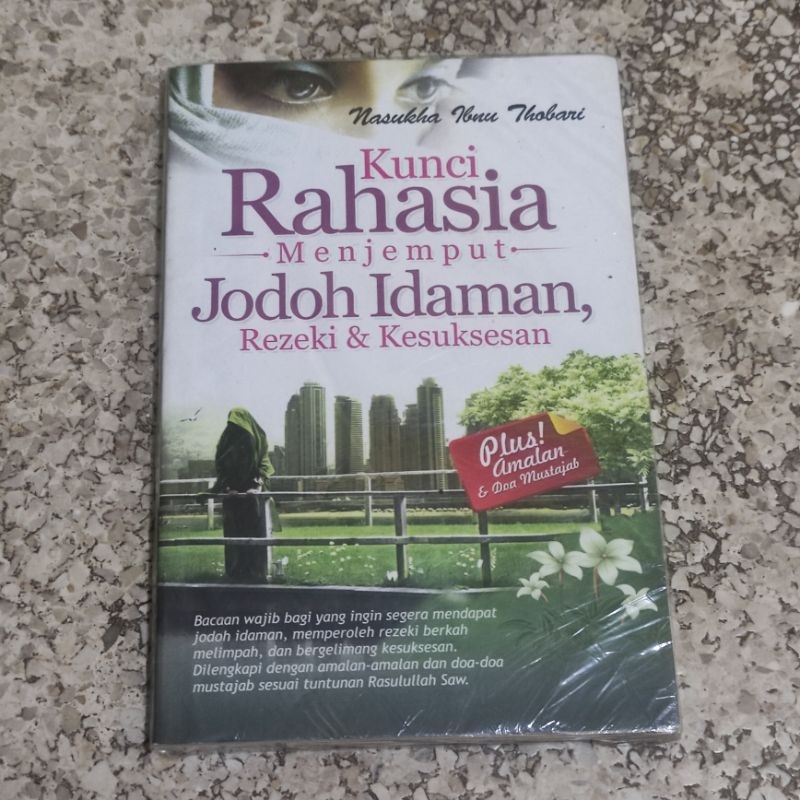 Nasukha Ibnu Thobari
Kunci
Rahasia
Menjemput
Jodoh Idaman,
Rezeki & Kesuksesan
Plus!
Amalan
& Doa Mustajab
Bacaan wajib bagi yang ingin segera mendapat
jodoh idaman, memperoleh rezeki berkah
melimpah, dan bergelimang kesuksesan.
Dilengkapi dengan amalan-amalan dan doa-doa
mustajab sesuai tuntunan Rasulullah Saw.